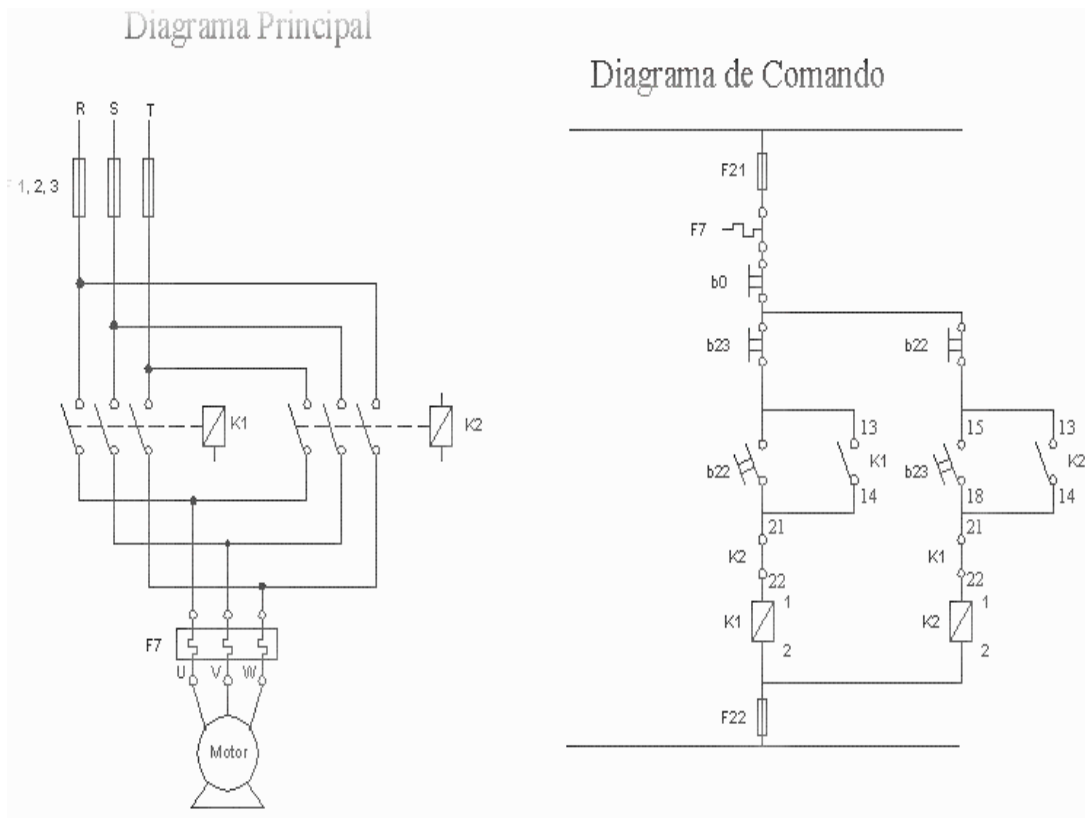 Diagrama Principal
Diagrama de Comando
R S T
1, 2, 3
K1
K2
F7
U V W
Motor
F21
F7
b0
b23
b22
13
15
13
K1
K2
b22
b23
14
18
14
21
21
K2
K1
22
22
1
1
K1
K2
2
2
F22